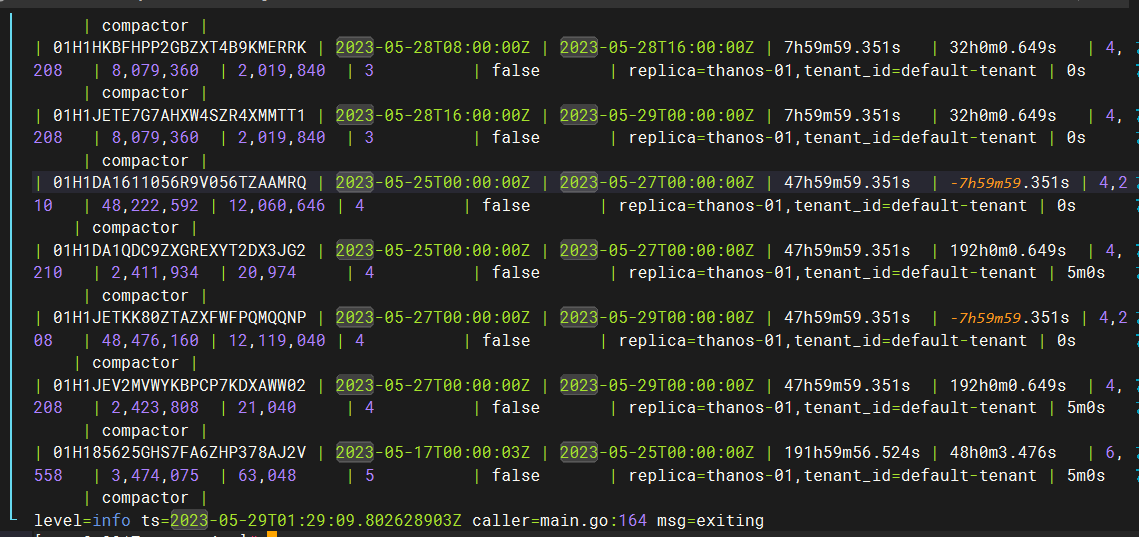 | compactor |
| 01H1HKBFHPP2GBZXT4B9KMERRK | 2023-05-28T08:00:00Z | 2023-05-28T16:00:00Z | 7h59m59.351s | 32h0m0.649s | 4,
208 | 8,079,360 | 2,019,840 | 3 | false | replica=thanos-01,tenant_id=default-tenant | 0s
| compactor |
| 01H1JETE7G7AHXW4SZR4XMMTT1 | 2023-05-28T16:00:00Z | 2023-05-29T00:00:00Z | 7h59m59.351s | 32h0m0.649s | 4,
208 | 8,079,360 | 2,019,840 | 3 | false | replica=thanos-01,tenant_id=default-tenant | 0s
| compactor |
| 01H1DA1611056R9V056TZAAMRQ | 2023-05-25T00:00:00Z | 2023-05-27T00:00:00Z | 47h59m59.351s | -7h59m59.351s | 4,2
10 | 48,222,592 | 12,060,646 | 4 | false | replica=thanos-01,tenant_id=default-tenant | 0s
| compactor |
| 01H1DA1QDC9ZXGREXYT2DX3JG2 | 2023-05-25T00:00:00Z | 2023-05-27T00:00:00Z | 47h59m59.351s | 192h0m0.649s | 4,
210 | 2,411,934 | 20,974 | 4 | false | replica=thanos-01,tenant_id=default-tenant | 5m0s
| compactor |
| 01H1JETKK80ZTAZXFWFPQMQQNP | 2023-05-27T00:00:00Z | 2023-05-29T00:00:00Z | 47h59m59.351s | -7h59m59.351s | 4,2
08 | 48,476,160 | 12,119,040 | 4 | false | replica=thanos-01,tenant_id=default-tenant | 0s
| compactor |
| 01H1JEV2MVWYKBPCP7KDXAWW02 | 2023-05-27T00:00:00Z | 2023-05-29T00:00:00Z | 47h59m59.351s | 192h0m0.649s | 4,
208 | 2,423,808 | 21,040 | 4 | false | replica=thanos-01,tenant_id=default-tenant | 5m0s
| compactor |
| 01H185625GHS7FA6ZHP378AJ2V | 2023-05-17T00:00:03Z | 2023-05-25T00:00:00Z | 191h59m56.524s | 48h0m3.476s | 6,
558 | 3,474,075 | 63,048 | 5 | false | replica=thanos-01,tenant_id=default-tenant | 5m0s
| compactor |
level=info ts=2023-05-29T01:29:09.802628903Z caller=main.go:164 msg=exiting